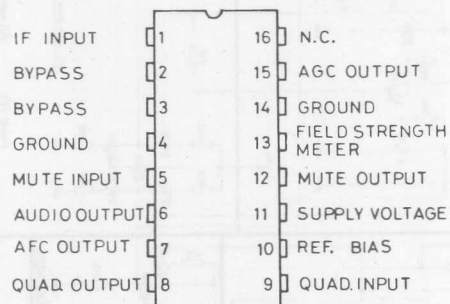 IF INPUT 1 16 N.C.
BYPASS 2 15 AGC OUTPUT
BYPASS 3 14 GROUND
GROUND 4 13 FIELD STRENGTH METER
MUTE INPUT 5 12 MUTE OUTPUT
AUDIO OUTPUT 6 11 SUPPLY VOLTAGE
AFC OUTPUT 7 10 REF. BIAS
QUAD. OUTPUT 8 9 QUAD. INPUT